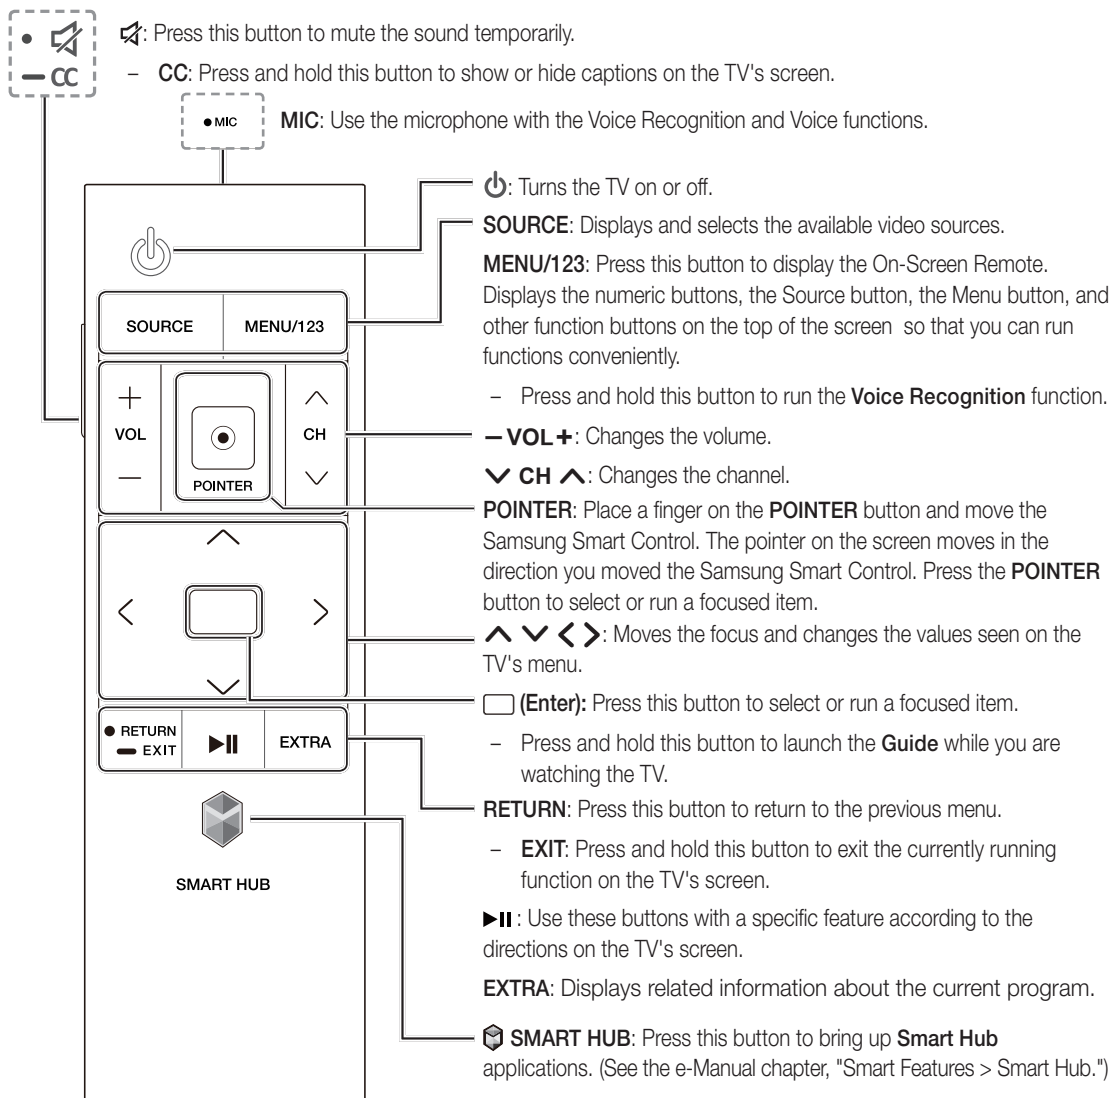 CC
: Press this button to mute the sound temporarily.
– CC: Press and hold this button to show or hide captions on the TV's screen.
MIC
MIC: Use the microphone with the Voice Recognition and Voice functions.
: Turns the TV on or off.
SOURCE: Displays and selects the available video sources.
MENU/123: Press this button to display the On-Screen Remote.
Displays the numeric buttons, the Source button, the Menu button, and
other function buttons on the top of the screen so that you can run
functions conveniently.
– Press and hold this button to run the Voice Recognition function.
– VOL +: Changes the volume.
CH : Changes the channel.
POINTER: Place a finger on the POINTER button and move the
Samsung Smart Control. The pointer on the screen moves in the
direction you moved the Samsung Smart Control. Press the POINTER
button to select or run a focused item.
: Moves the focus and changes the values seen on the
TV's menu.
(Enter): Press this button to select or run a focused item.
– Press and hold this button to launch the Guide while you are
watching the TV.
RETURN: Press this button to return to the previous menu.
– EXIT: Press and hold this button to exit the currently running
function on the TV's screen.
: Use these buttons with a specific feature according to the
directions on the TV's screen.
EXTRA: Displays related information about the current program.
SMART HUB: Press this button to bring up Smart Hub
applications. (See the e-Manual chapter, "Smart Features > Smart Hub.")
SOURCE
MENU/123
+
VOL
—
POINTER
CH
RETURN
EXIT
EXTRA
SMART HUB